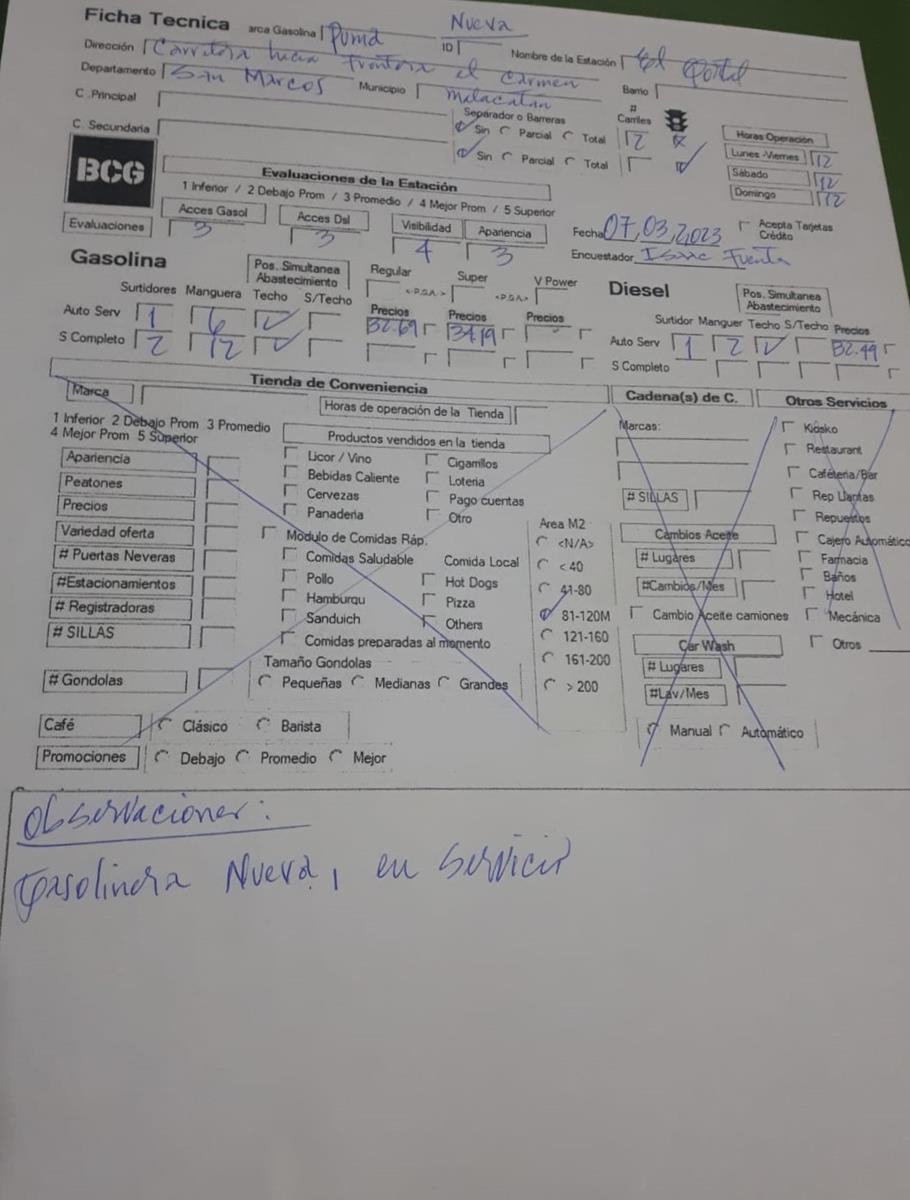 Nueva
Ficha Tecnica arca Gasolina Puma ID Nombre de la Estación El Portal
Dirección Carretera hacia Frontera el Carmen
Departamento San Marcos Municipio Malacatan Barrio
C .Principal Separador o Barreras # Carriles
Sin Parcial Total 2 Horas Operación
C. Secundaria Sin Parcial Total Lunes -Viernes 12
Sábado 12
Domingo 12
BCG
Evaluaciones de la Estación
1 Inferior / 2 Debajo Prom / 3 Promedio / 4 Mejor Prom / 5 Superior
Acces Gasol Acces Dsl Visibilidad Apariencia Fecha 07,03,2023 Acepta Tarjetas Crédito
Evaluaciones 3 3 4 3 Encuestador Isaac Fuente
Gasolina Pos. Simultanea Abastecimiento Regular Super V Power Diesel Pos. Simultanea Abastecimiento
<-P.S.A.-> <-P.S.A.->
Surtidores Manguera Techo S/Techo Precios Precios Precios Surtidor Manguer Techo S/Techo Precios
Auto Serv 1 6 32.69 34.19 Auto Serv 1 2 32.49
S Completo 2 12 S Completo
Tienda de Conveniencia Cadena(s) de C. Otros Servicios
Marca Horas de operación de la Tienda Marcas: Kiosko
1 Inferior 2 Debajo Prom 3 Promedio
4 Mejor Prom 5 Superior
Productos vendidos en la tienda Restaurant
Apariencia Licor / Vino Cigarrillos Cafeteria/Bar
Peatones Bebidas Caliente Loteria # SILLAS Rep Llantas
Precios Cervezas Pago cuentas Repuestos
Panaderia Otro Area M2
Variedad oferta Modulo de Comidas Ráp. <N/A> Cambios Aceite Cajero Automático
# Puertas Neveras Comidas Saludable Comida Local < 40 # Lugares Farmacia
#Estacionamientos Pollo Hot Dogs 41-80 #Cambios/Mes Baños
# Registradoras Hamburgu Pizza 81-120M Cambio Aceite camiones Hotel
# SILLAS Sanduich Others 121-160 Car Wash Mecánica
Comidas preparadas al momento 161-200 # Lugares Otros
Tamaño Gondolas
# Gondolas Pequeñas Medianas Grandes > 200 #Lav/Mes
Café Clásico Barista Manual Automático
Promociones Debajo Promedio Mejor
Observaciones:
Gasolinera Nueva, en servicio